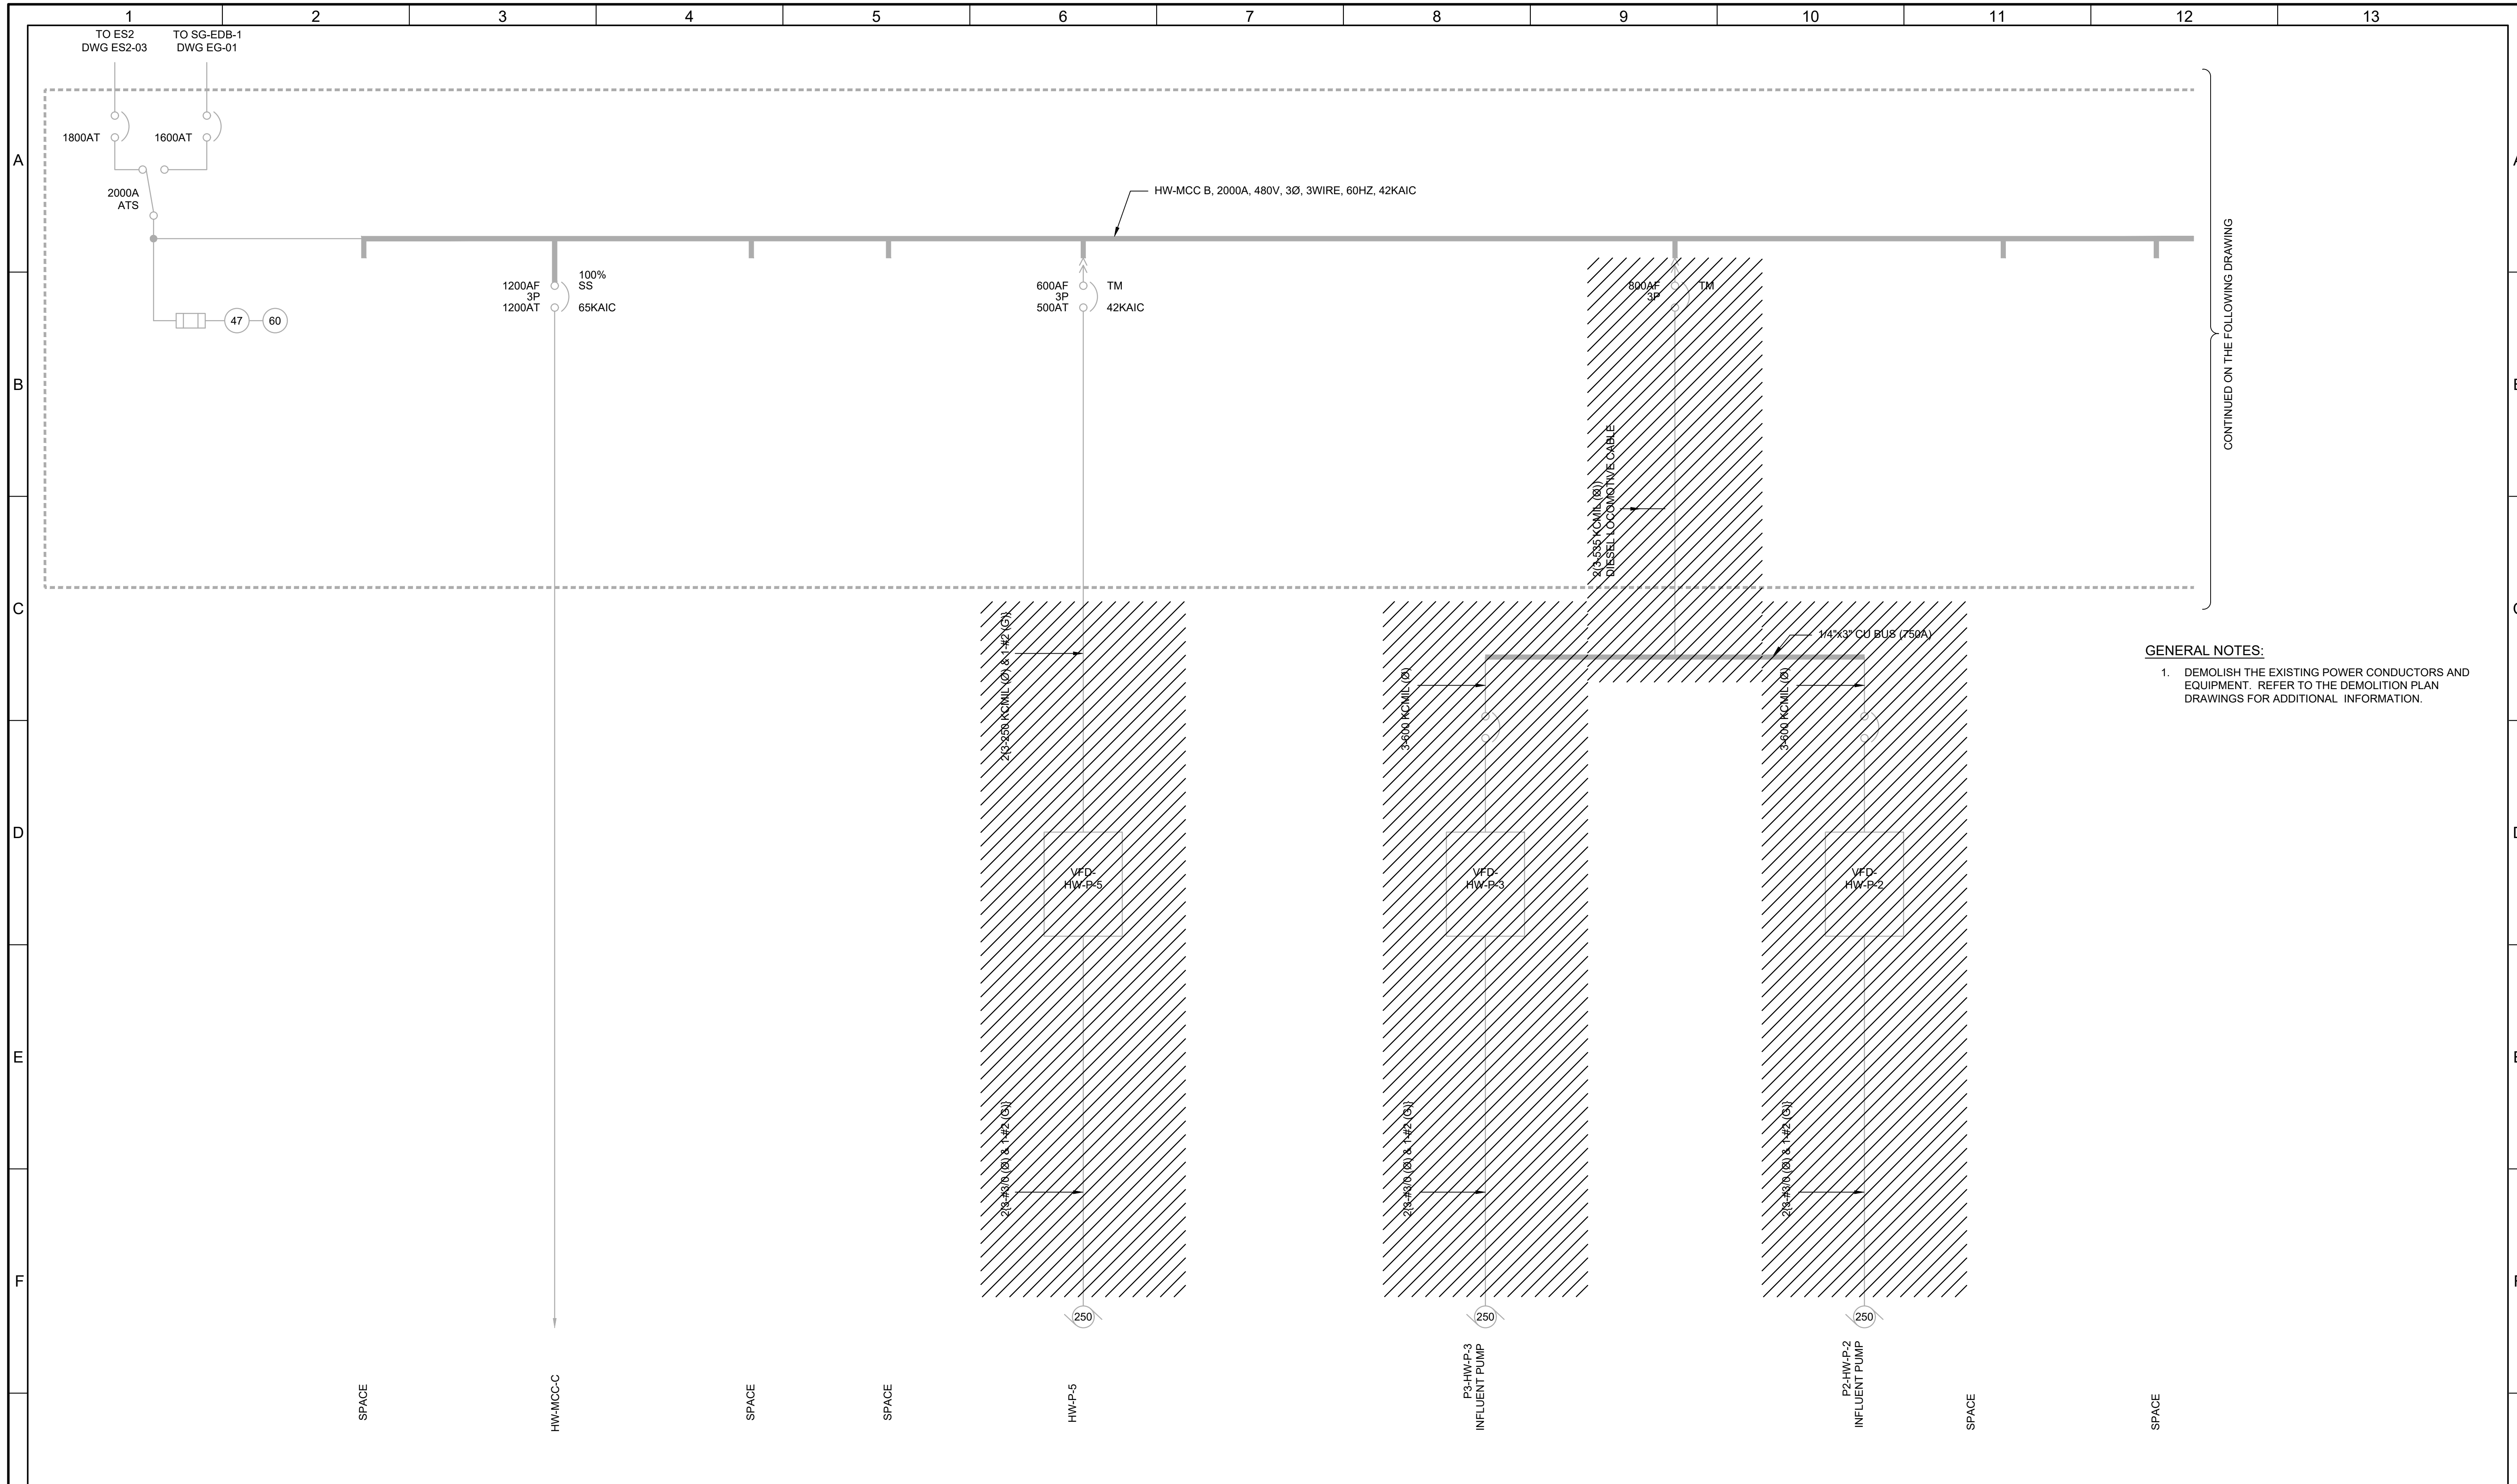 1 2 3 4 5 6 7 8 9 10 11 12 13
TO ES2
DWG ES2-03
TO SG-EDB-1
DWG EG-01
1800AT
1600AT
A
A
2000A
ATS
HW-MCC B, 2000A, 480V, 3Ø, 3WIRE, 60HZ, 42KAIC
1200AF
3P
1200AT
100%
SS
65KAIC
600AF
3P
500AT
TM
42KAIC
800AF
3P
TM
47
60
CONTINUED ON THE FOLLOWING DRAWING
B
B
2{3-535 KCMIL (Ø)}
DIESEL LOCOMOTIVE CABLE
C
C
2{3-250 KCMIL (Ø) & 1-#2 (G)}
3-600 KCMIL (Ø)
1/4"x3" CU BUS (750A)
3-600 KCMIL (Ø)
GENERAL NOTES:
1. DEMOLISH THE EXISTING POWER CONDUCTORS AND
EQUIPMENT. REFER TO THE DEMOLITION PLAN
DRAWINGS FOR ADDITIONAL INFORMATION.
D
D
VFD-
HW-P-5
VFD-
HW-P-3
VFD-
HW-P-2
E
E
2{3-#3/0 (Ø) & 1-#2 (G)}
2{3-#3/0 (Ø) & 1-#2 (G)}
2{3-#3/0 (Ø) & 1-#2 (G)}
F
F
250
250
250
SPACE
HW-MCC-C
SPACE
SPACE
HW-P-5
P3-HW-P-3
INFLUENT PUMP
P2-HW-P-2
INFLUENT PUMP
SPACE
SPACE